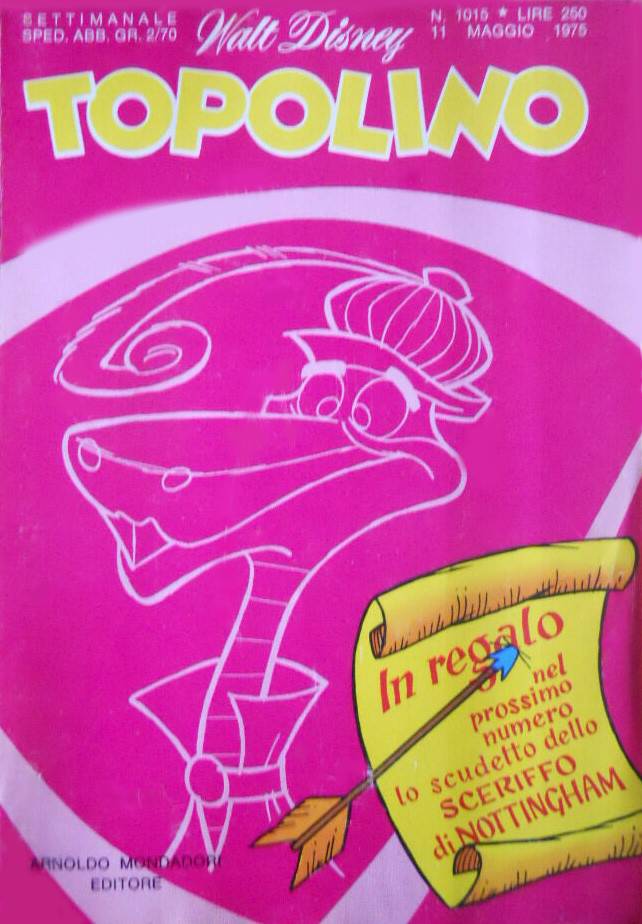 SETTIMANALE
SPED. ABB. GR. 2/70
Walt Disney
N. 1015 * LIRE 250
11 MAGGIO 1975
TOPOLINO
In regalo
nel
prossimo
numero
lo scudetto dello
SCERIFFO
di NOTTINGHAM
ARNOLDO MONDADORI
EDITORE